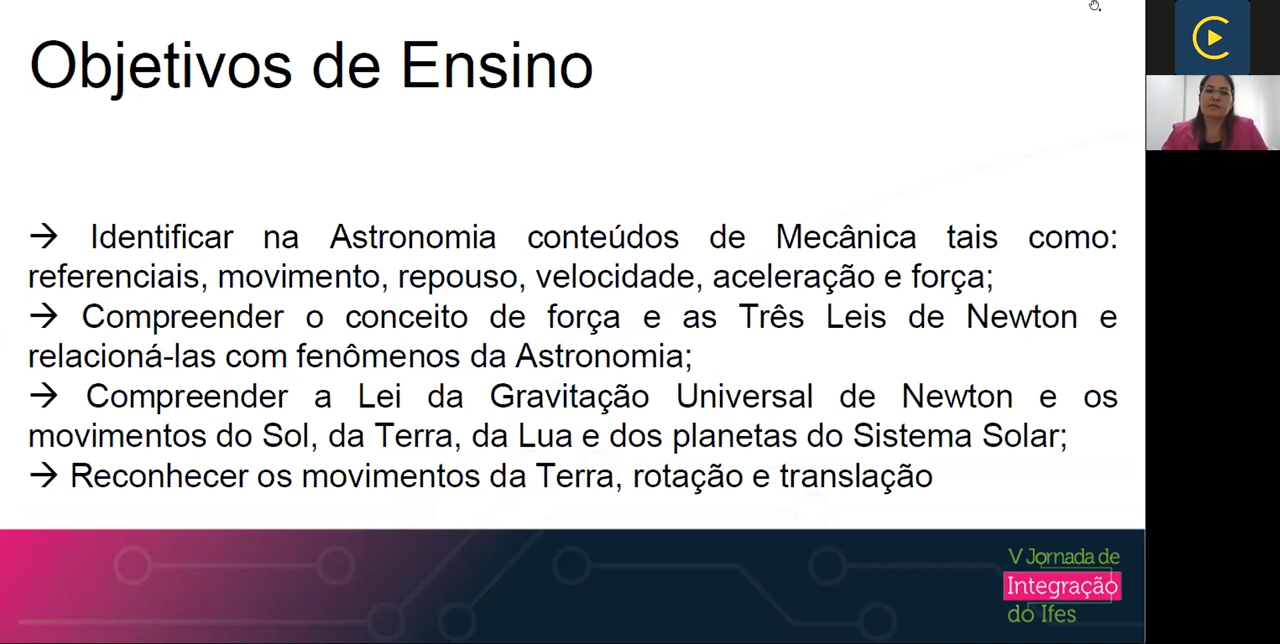 Objetivos de Ensino
→ Identificar na Astronomia conteúdos de Mecânica tais como:
referenciais, movimento, repouso, velocidade, aceleração e força;
→ Compreender o conceito de força e as Três Leis de Newton e
relacioná-las com fenômenos da Astronomia;
→ Compreender a Lei da Gravitação Universal de Newton e os
movimentos do Sol, da Terra, da Lua e dos planetas do Sistema Solar;
→ Reconhecer os movimentos da Terra, rotação e translação
V Jornada de
Integração
do Ifes